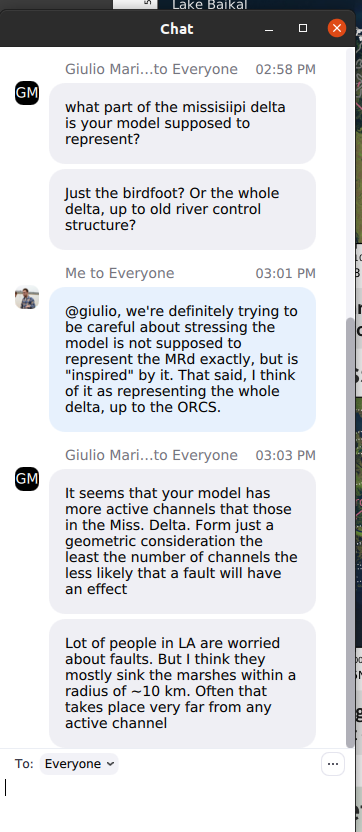 Lake Baikal
Chat
Giulio Mari...to Everyone 02:58 PM
GM
what part of the missisiipi delta
is your model supposed to
represent?
Just the birdfoot? Or the whole
delta, up to old river control
structure?
Me to Everyone 03:01 PM
@giulio, we're definitely trying to
be careful about stressing the
model is not supposed to
represent the MRd exactly, but is
"inspired" by it. That said, I think
of it as representing the whole
delta, up to the ORCS.
Giulio Mari...to Everyone 03:03 PM
GM
It seems that your model has
more active channels that those
in the Miss. Delta. Form just a
geometric consideration the
least the number of channels the
less likely that a fault will have
an effect
Lot of people in LA are worried
about faults. But I think they
mostly sink the marshes within a
radius of ~10 km. Often that
takes place very far from any
active channel
To: Everyone